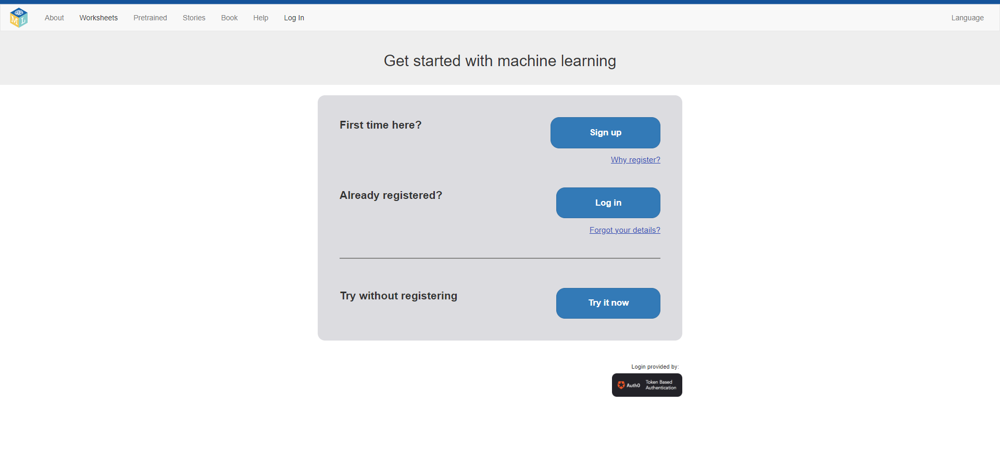 M L
About Worksheets Pretrained Stories Book Help Log In Language
Get started with machine learning
First time here?
Sign up
Why register?
Already registered?
Log in
Forgot your details?
Try without registering
Try it now
Login provided by:
Auth0 Token Based
Authentication